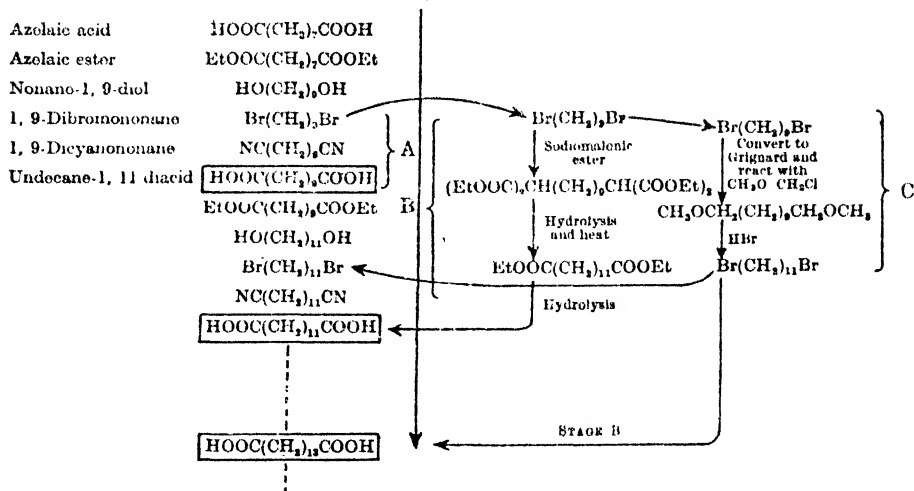 Azolaic acid HOOC(CH₂)₇COOH
Azolaic ester EtOOC(CH₂)₇COOEt
Nonano-1, 9-diol HO(CH₂)₉OH
1, 9-Dibromononane Br(CH₂)₉Br
1, 9-Dicyanononane NC(CH₂)₉CN
Undecane-1, 11 diacid HOOC(CH₂)₉COOH
EtOOC(CH₂)₉COOEt
HO(CH₂)₁₁OH
Br(CH₂)₁₁Br
NC(CH₂)₁₁CN
HOOC(CH₂)₁₁COOH
HOOC(CH₂)₁₃COOH
A
B
Br(CH₂)₉Br
Sodiomalonic
ester
(EtOOC)₂CH(CH₂)₉CH(COOEt)₂
Hydrolysis
and heat
EtOOC(CH₂)₁₁COOEt
Hydrolysis
Br(CH₂)₉Br
Convert to
Grignard and
react with
CH₃O CH₂Cl
CH₃OCH₂(CH₂)₉CH₂OCH₃
HBr
Br(CH₂)₁₁Br
C
STAGE B